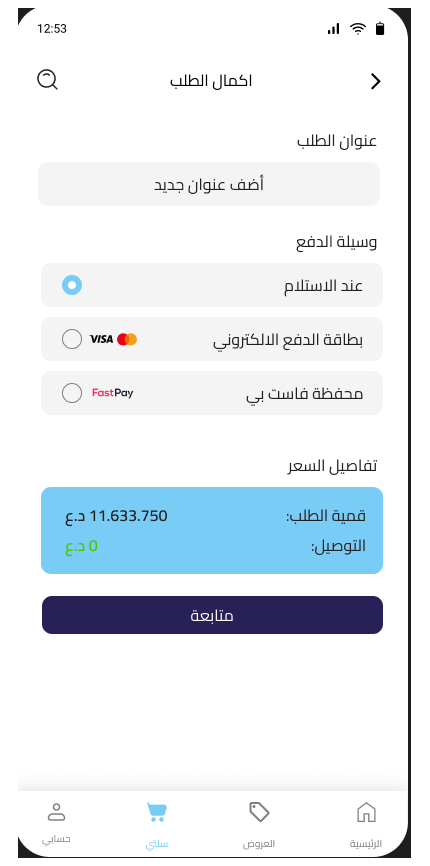 12:53
اكمال الطلب
عنوان الطلب
أضف عنوان جديد
وسيلة الدفع
عند الاستلام
بطاقة الدفع الالكتروني VISA
محفظة فاست بي FastPay
تفاصيل السعر
قمية الطلب: 11.633.750 د.ع
التوصيل: 0 د.ع
متابعة
الرئيسية العروض سلتي حسابي